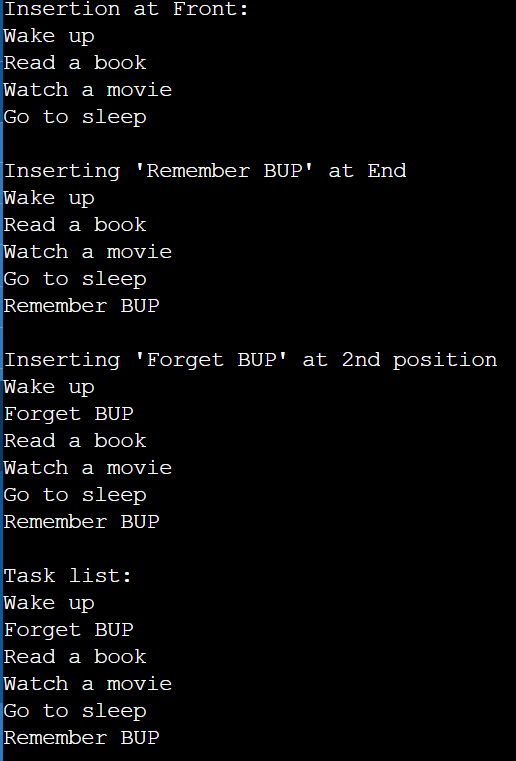 Insertion at Front:
Wake up
Read a book
Watch a movie
Go to sleep

Inserting 'Remember BUP' at End
Wake up
Read a book
Watch a movie
Go to sleep
Remember BUP

Inserting 'Forget BUP' at 2nd position
Wake up
Forget BUP
Read a book
Watch a movie
Go to sleep
Remember BUP

Task list:
Wake up
Forget BUP
Read a book
Watch a movie
Go to sleep
Remember BUP